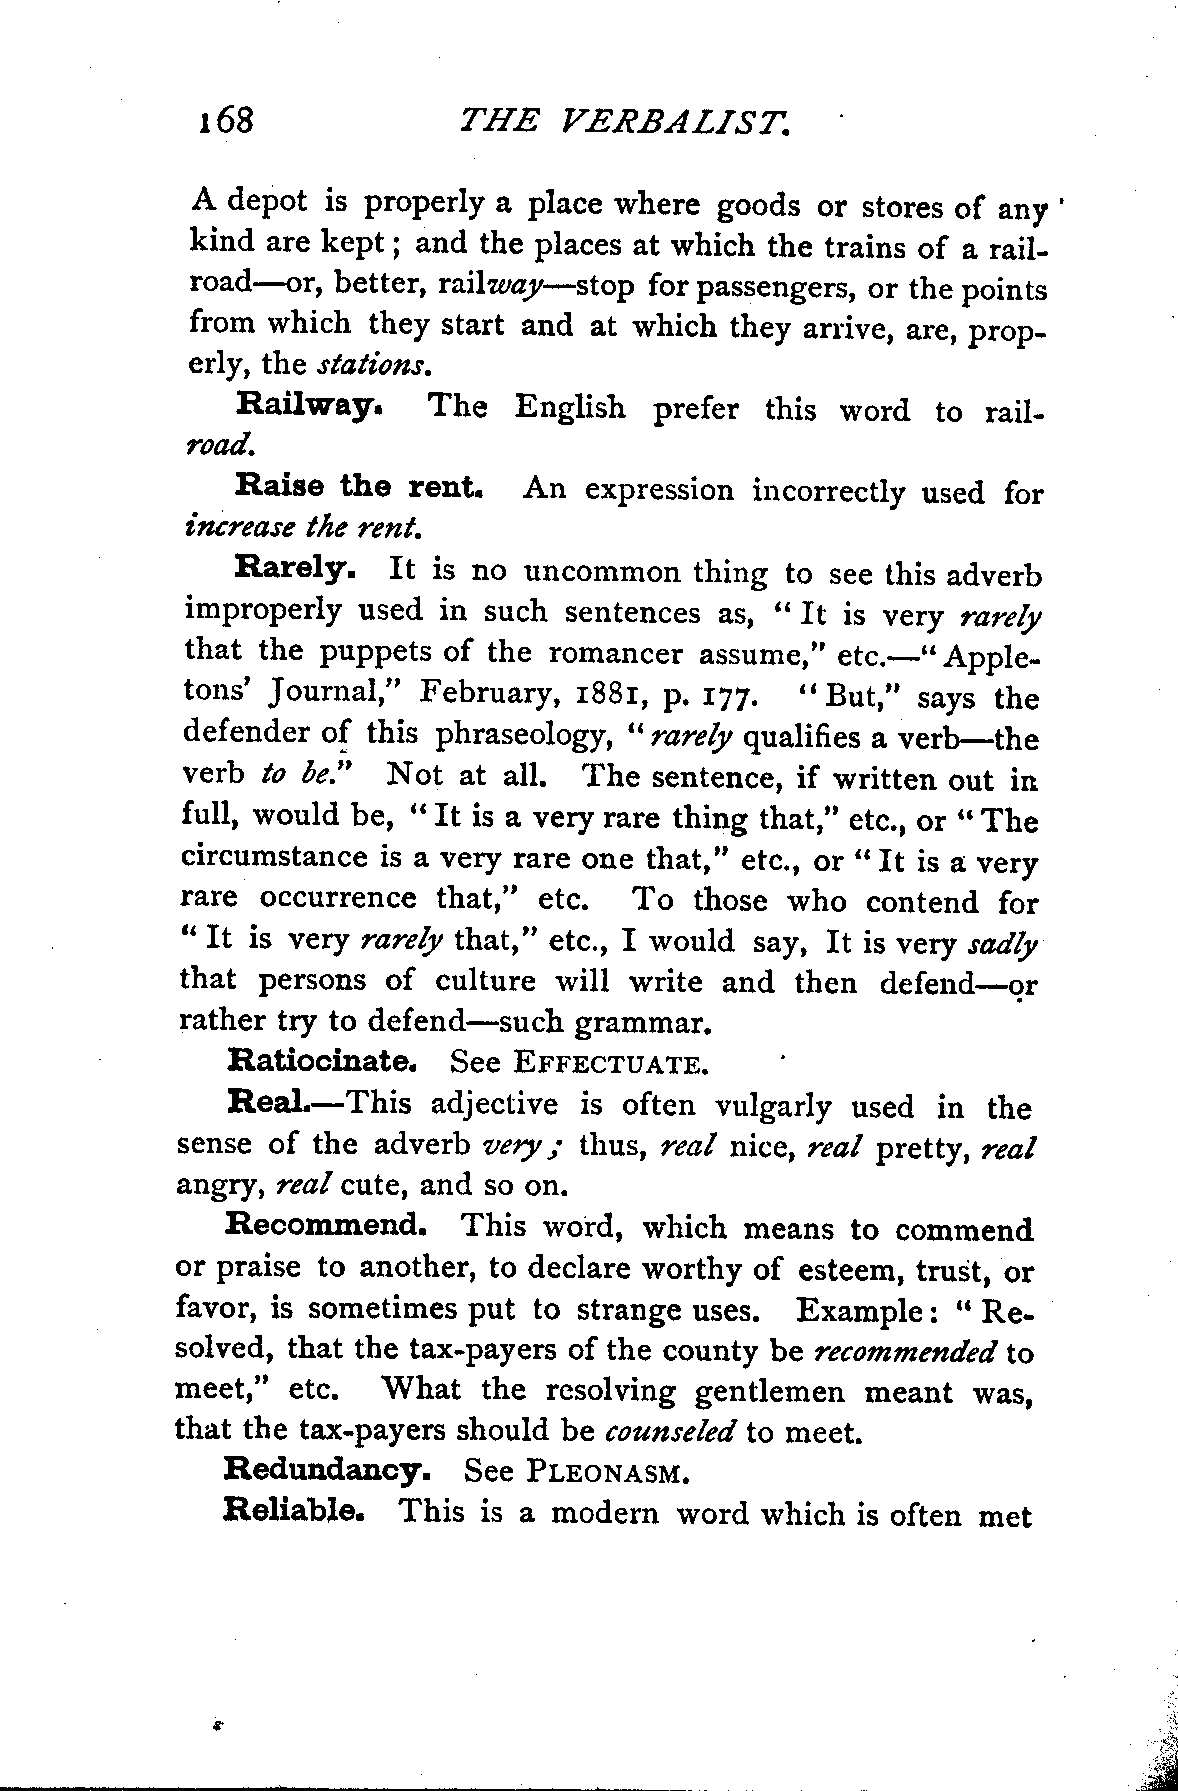 168 THE VERBALIST.
A depot is properly a place where goods or stores of any
kind are kept; and the places at which the trains of a rail-
road—or, better, railway—stop for passengers, or the points
from which they start and at which they arrive, are, prop-
erly, the stations.
Railway. The English prefer this word to rail-
road.
Raise the rent. An expression incorrectly used for
increase the rent.
Rarely. It is no uncommon thing to see this adverb
improperly used in such sentences as, "It is very rarely
that the puppets of the romancer assume," etc.—"Apple-
tons' Journal," February, 1881, p. 177. "But," says the
defender of this phraseology, "rarely qualifies a verb—the
verb to be." Not at all. The sentence, if written out in
full, would be, "It is a very rare thing that," etc., or "The
circumstance is a very rare one that," etc., or "It is a very
rare occurrence that," etc. To those who contend for
"It is very rarely that," etc., I would say, It is very sadly
that persons of culture will write and then defend—or
rather try to defend—such grammar.
Ratiocinate. See EFFECTUATE.
Real.—This adjective is often vulgarly used in the
sense of the adverb very; thus, real nice, real pretty, real
angry, real cute, and so on.
Recommend. This word, which means to commend
or praise to another, to declare worthy of esteem, trust, or
favor, is sometimes put to strange uses. Example: "Re-
solved, that the tax-payers of the county be recommended to
meet," etc. What the resolving gentlemen meant was,
that the tax-payers should be counseled to meet.
Redundancy. See PLEONASM.
Reliable. This is a modern word which is often met